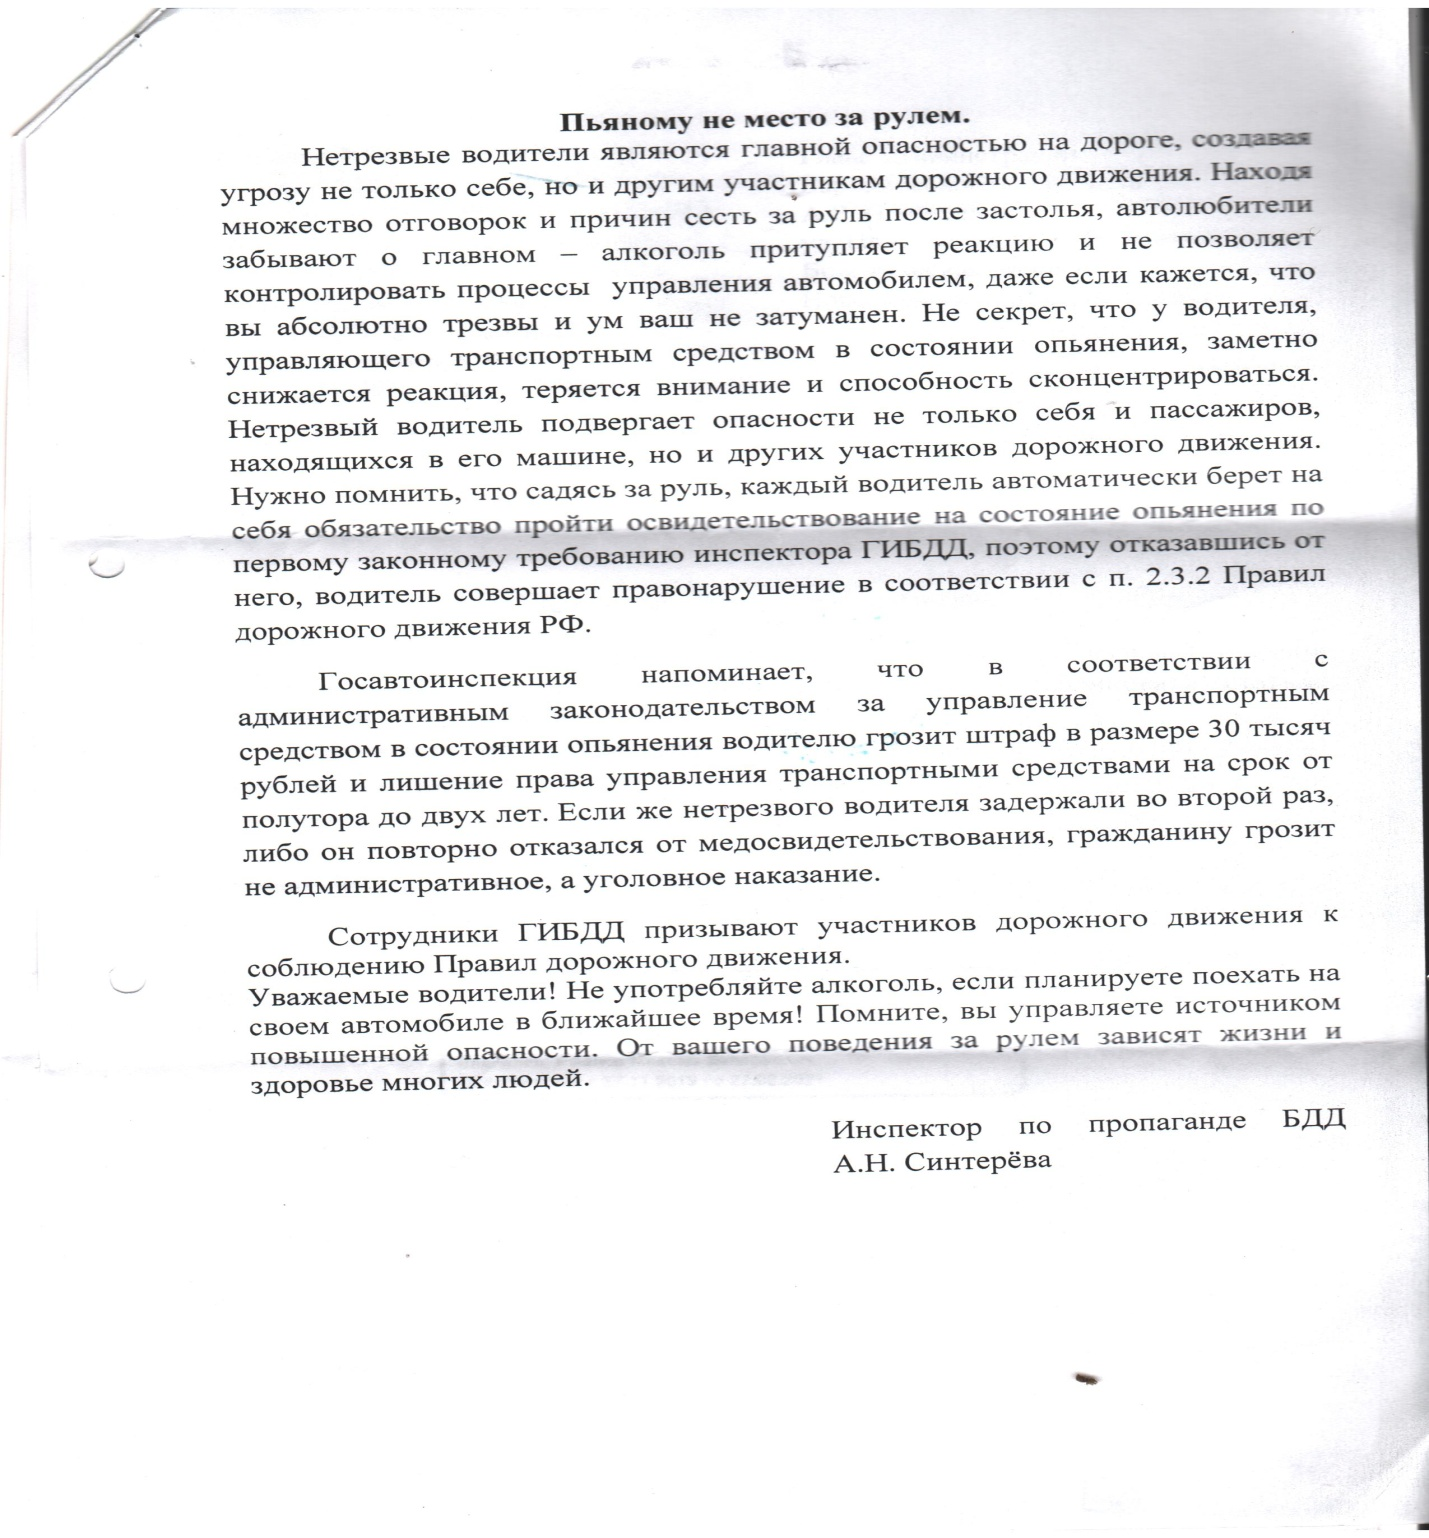 Пьяному не место за рулем.
Нетрезвые водители являются главной опасностью на дороге, создавая
угрозу не только себе, но и другим участникам дорожного движения. Находя
множество отговорок и причин сесть за руль после застолья, автолюбители
забывают о главном – алкоголь притупляет реакцию и не позволяет
контролировать процессы управления автомобилем, даже если кажется, что
вы абсолютно трезвы и ум ваш не затуманен. Не секрет, что у водителя,
управляющего транспортным средством в состоянии опьянения, заметно
снижается реакция, теряется внимание и способность сконцентрироваться.
Нетрезвый водитель подвергает опасности не только себя и пассажиров,
находящихся в его машине, но и других участников дорожного движения.
Нужно помнить, что садясь за руль, каждый водитель автоматически берет на
себя обязательство пройти освидетельствование на состояние опьянения по
первому законному требованию инспектора ГИБДД, поэтому отказавшись от
него, водитель совершает правонарушение в соответствии с п. 2.3.2 Правил
дорожного движения РФ.
Госавтоинспекция напоминает, что в соответствии с
административным законодательством за управление транспортным
средством в состоянии опьянения водителю грозит штраф в размере 30 тысяч
рублей и лишение права управления транспортными средствами на срок от
полутора до двух лет. Если же нетрезвого водителя задержали во второй раз,
либо он повторно отказался от медосвидетельствования, гражданину грозит
не административное, а уголовное наказание.
Сотрудники ГИБДД призывают участников дорожного движения к
соблюдению Правил дорожного движения.
Уважаемые водители! Не употребляйте алкоголь, если планируете поехать на
своем автомобиле в ближайшее время! Помните, вы управляете источником
повышенной опасности. От вашего поведения за рулем зависят жизни и
здоровье многих людей.
Инспектор по пропаганде БДД
А.Н. Синтерёва